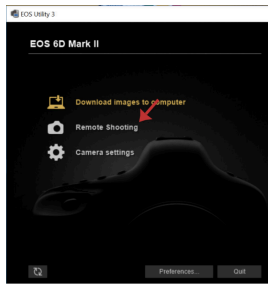 EOS Utility 3
EOS 6D Mark II
Download images to computer
Remote Shooting
Camera settings
Preferences... Quit